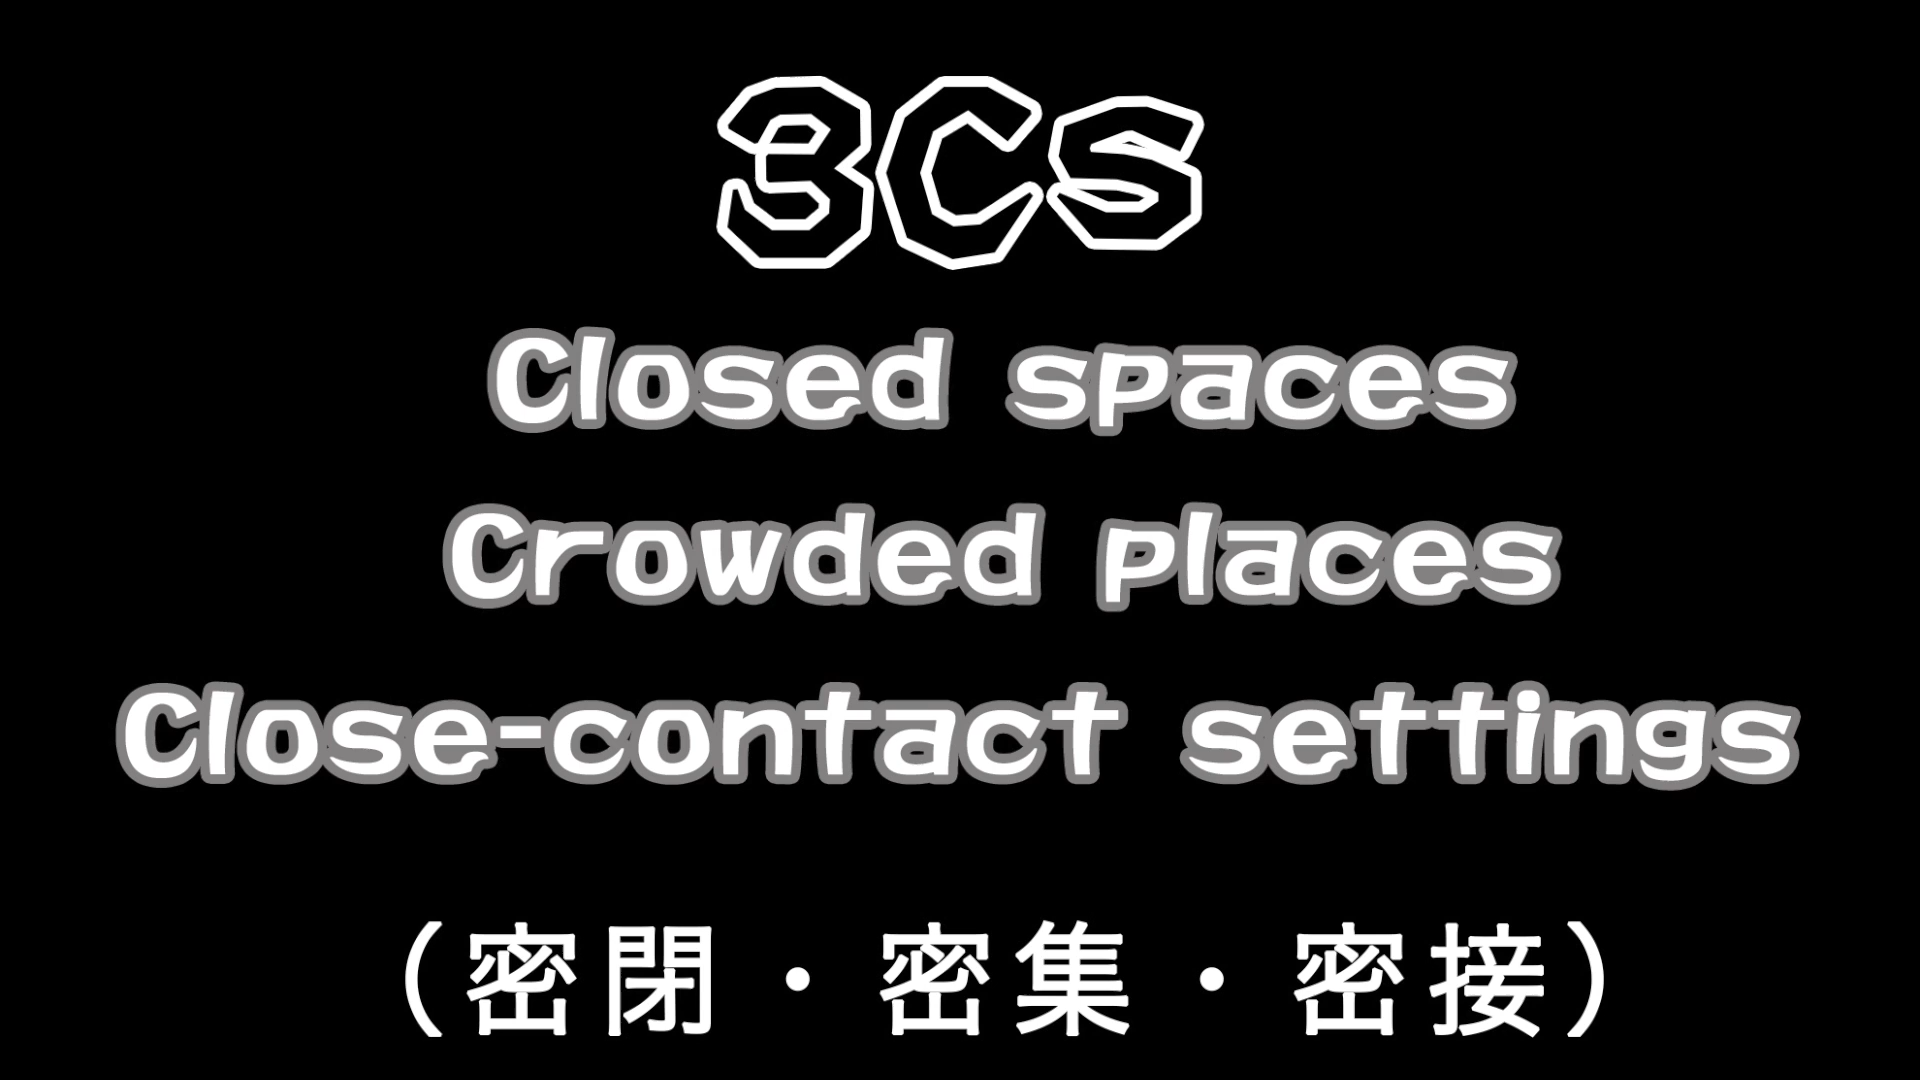 3Cs
Closed spaces
Crowded places
Close-contact settings
（密閉・密集・密接）